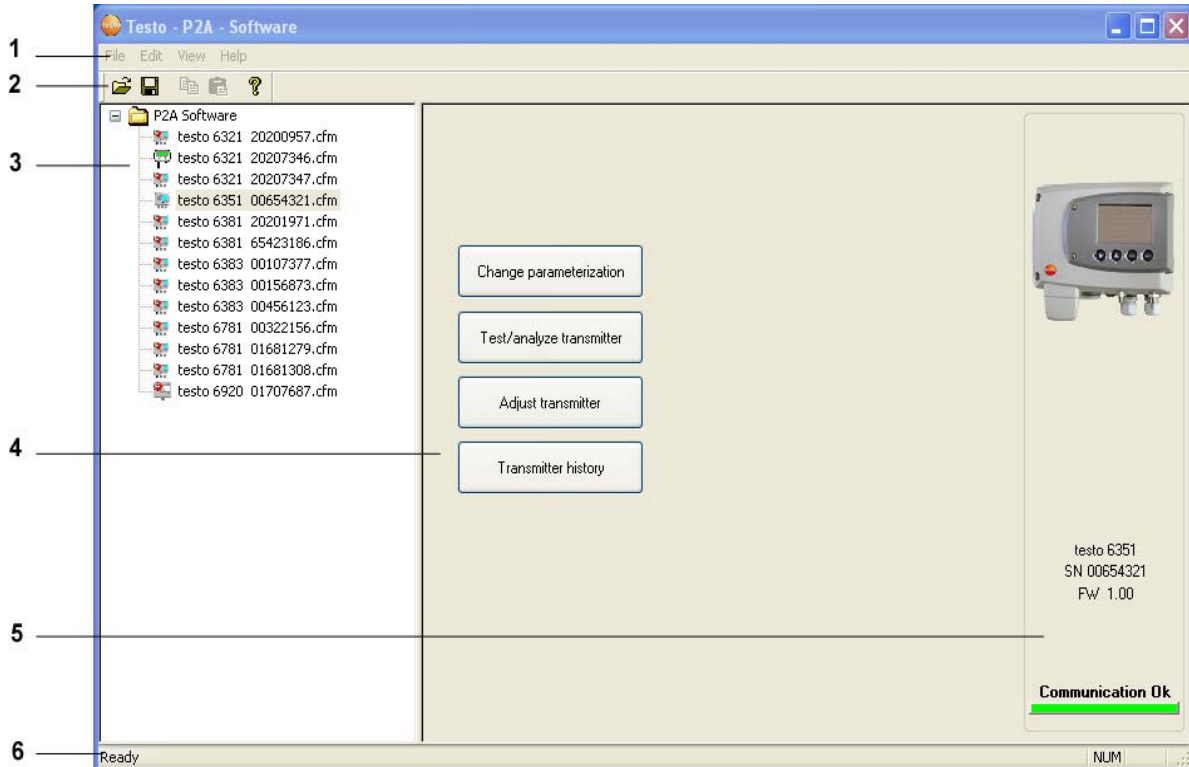 Testo - P2A - Software
1
File Edit View Help
2
P2A Software
testo 6321 20200957.cfm
3
testo 6321 20207346.cfm
testo 6321 20207347.cfm
testo 6351 00654321.cfm
testo 6381 20201971.cfm
testo 6381 65423186.cfm
testo 6383 00107377.cfm
testo 6383 00156873.cfm
testo 6383 00456123.cfm
testo 6781 00322156.cfm
testo 6781 01681279.cfm
testo 6781 01681308.cfm
testo 6920 01707687.cfm
Change parameterization
Test/analyze transmitter
Adjust transmitter
4
Transmitter history
testo 6351
SN 00654321
FW 1.00
5
Communication Ok
6
Ready
NUM